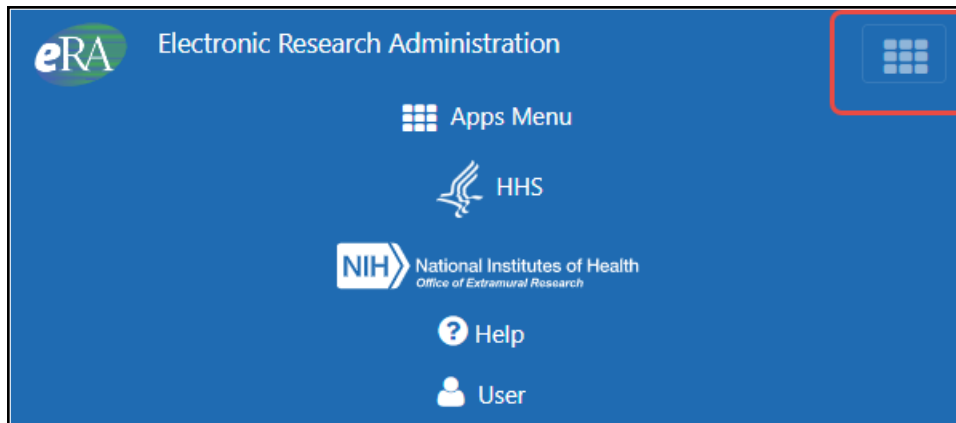 eRA Electronic Research Administration
Apps Menu
HHS
NIH National Institutes of Health
Office of Extramural Research
? Help
User